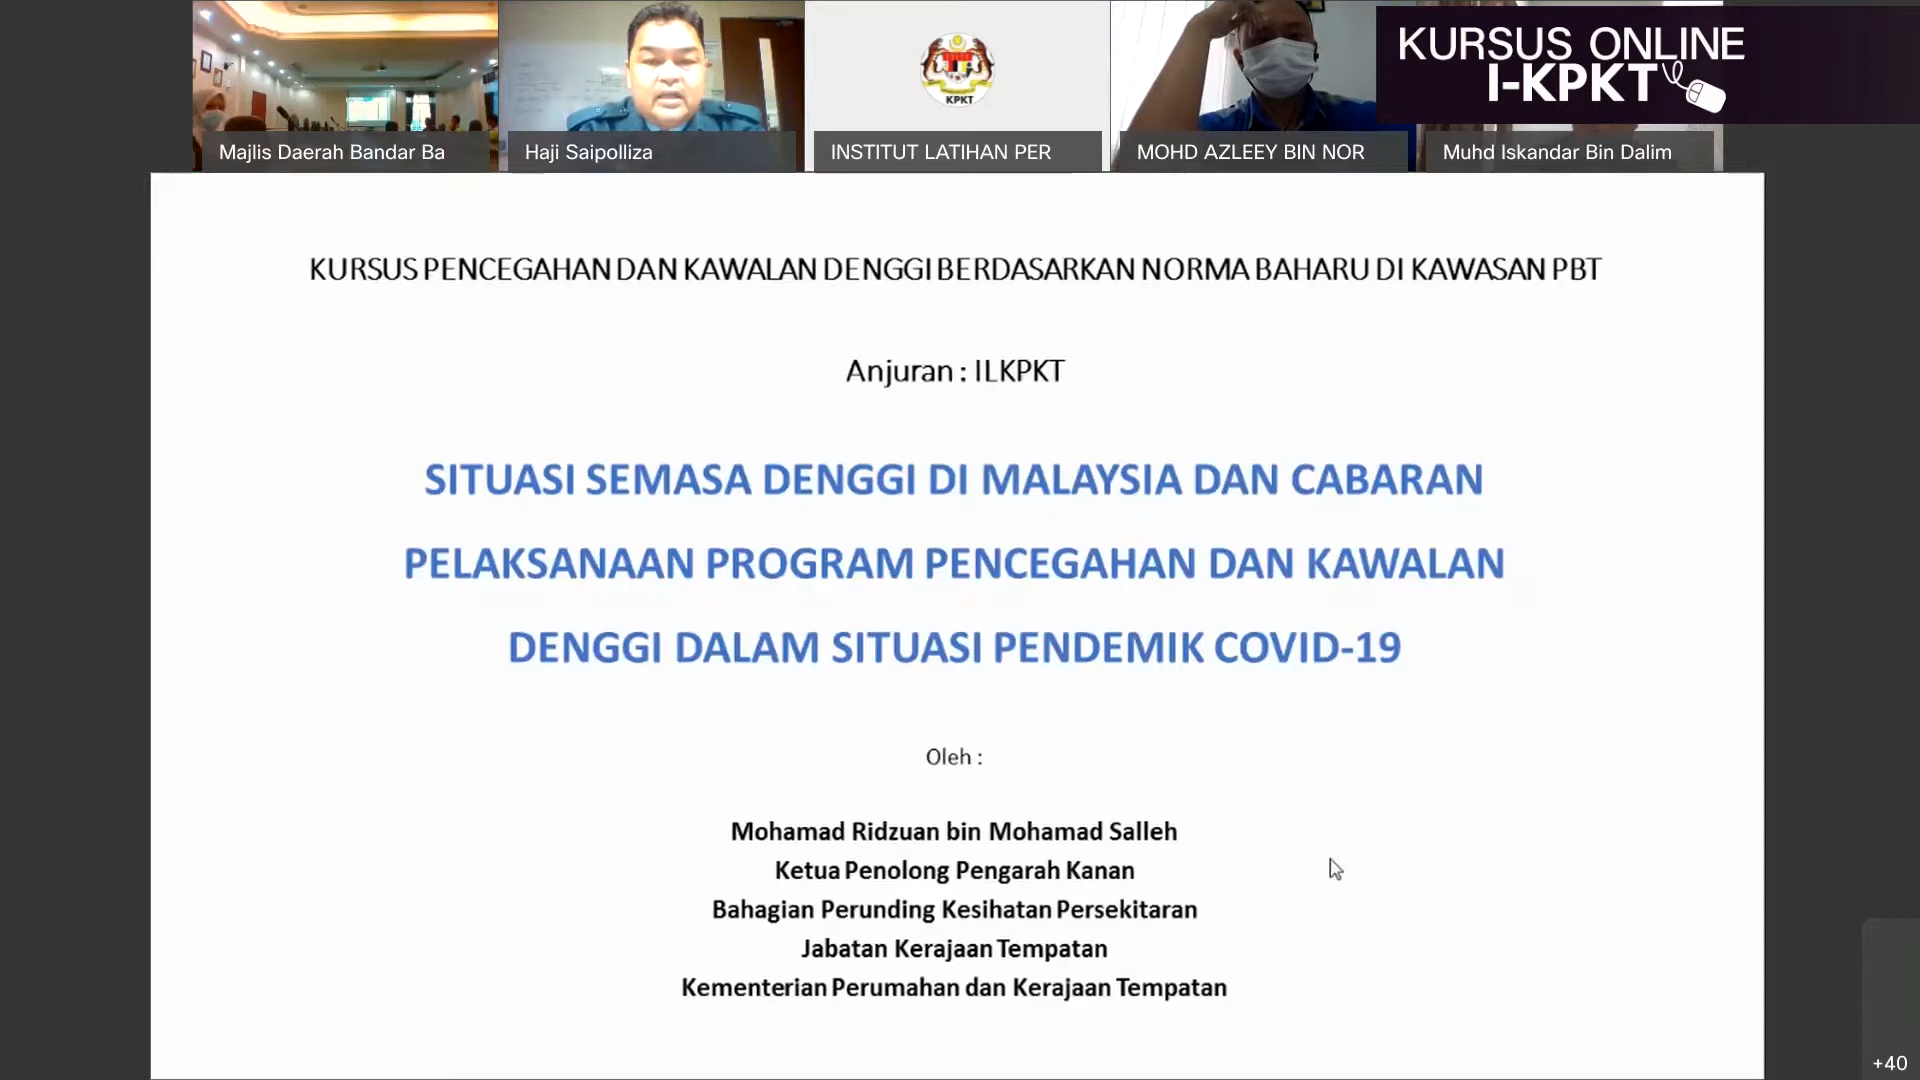 KURSUS ONLINE
I-KPKT
KPKT
Majlis Daerah Bandar Ba
Haji Saipolliza
INSTITUT LATIHAN PER
MOHD AZLEEY BIN NOR
Muhd Iskandar Bin Dalim
KURSUS PENCEGAHAN DAN KAWALAN DENGGI BERDASARKAN NORMA BAHARU DI KAWASAN PBT
Anjuran : ILKPKT
SITUASI SEMASA DENGGI DI MALAYSIA DAN CABARAN
PELAKSANAAN PROGRAM PENCEGAHAN DAN KAWALAN
DENGGI DALAM SITUASI PENDEMIK COVID-19
Oleh :
Mohamad Ridzuan bin Mohamad Salleh
Ketua Penolong Pengarah Kanan
Bahagian Perunding Kesihatan Persekitaran
Jabatan Kerajaan Tempatan
Kementerian Perumahan dan Kerajaan Tempatan
+40